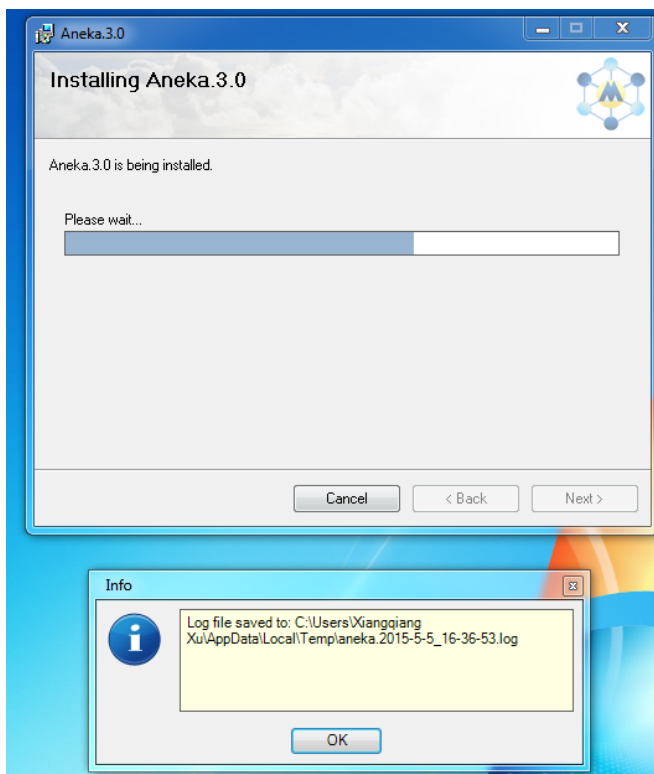 Aneka.3.0
Installing Aneka.3.0
Aneka.3.0 is being installed.
Please wait...
Cancel
< Back
Next >
Info
Log file saved to: C:\Users\Xiangqiang
Xu\AppData\Local\Temp\aneka.2015-5-5_16-36-53.log
OK